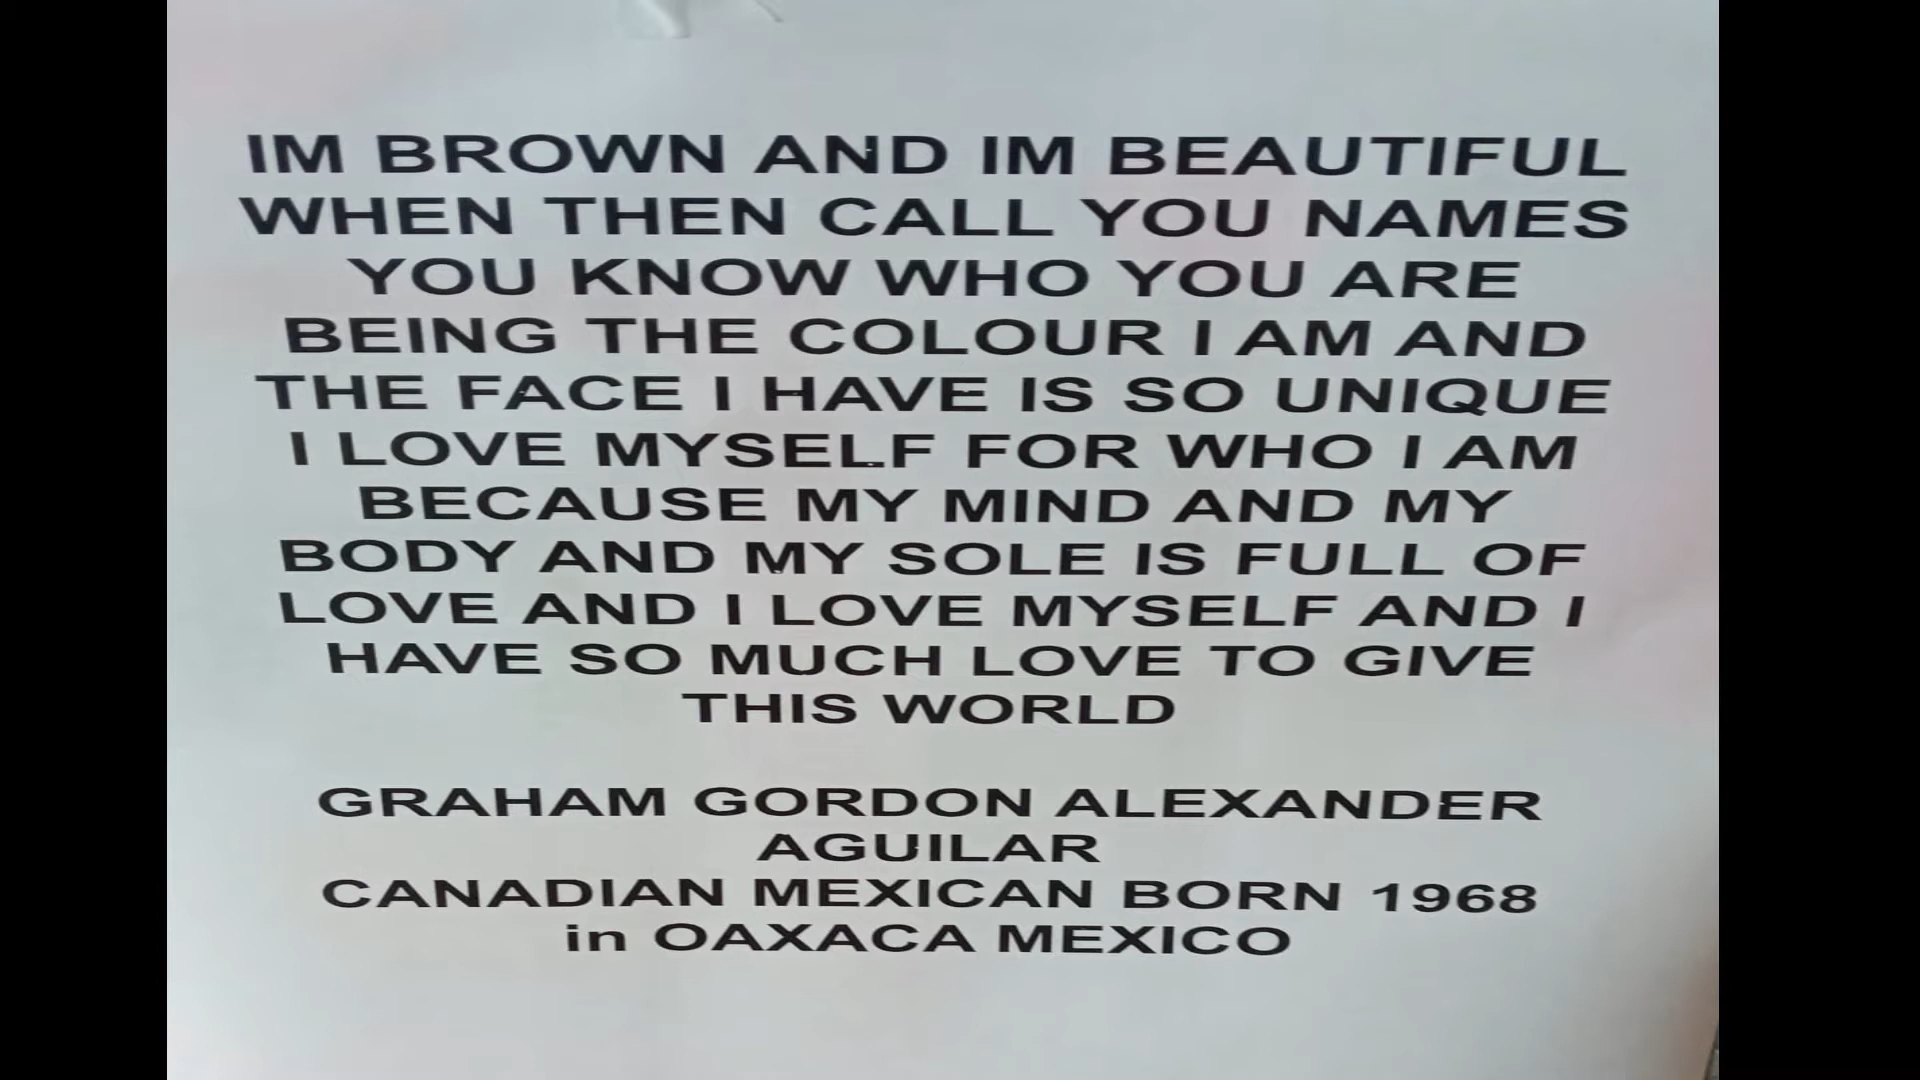 IM BROWN AND IM BEAUTIFUL
WHEN THEN CALL YOU NAMES
YOU KNOW WHO YOU ARE
BEING THE COLOUR I AM AND
THE FACE I HAVE IS SO UNIQUE
I LOVE MYSELF FOR WHO I AM
BECAUSE MY MIND AND MY
BODY AND MY SOLE IS FULL OF
LOVE AND I LOVE MYSELF AND I
HAVE SO MUCH LOVE TO GIVE
THIS WORLD
GRAHAM GORDON ALEXANDER
AGUILAR
CANADIAN MEXICAN BORN 1968
in OAXACA MEXICO